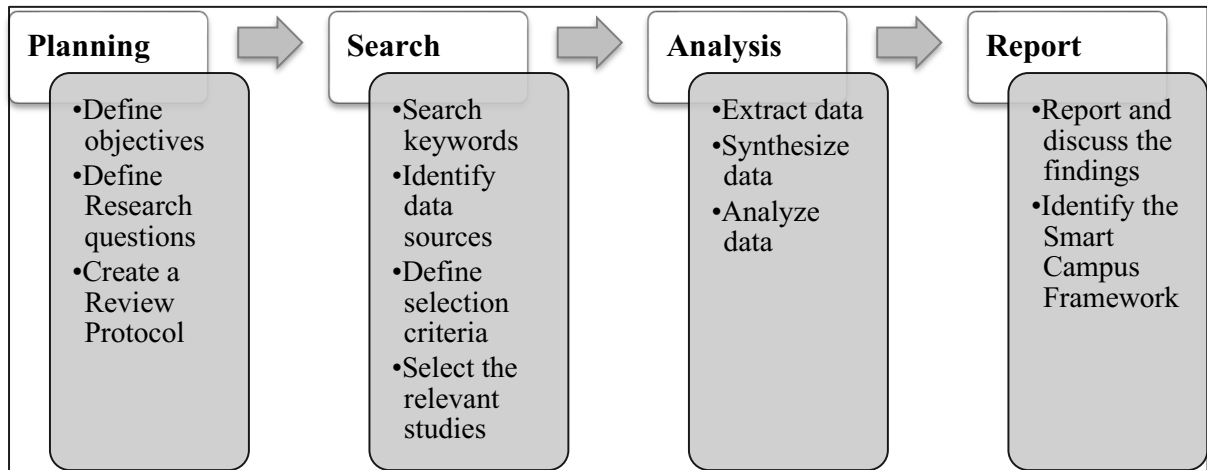 Planning
•Define
objectives
•Define
Research
questions
•Create a
Review
Protocol
Search
•Search
keywords
•Identify
data
sources
•Define
selection
criteria
•Select the
relevant
studies
Analysis
•Extract data
•Synthesize
data
•Analyze
data
Report
•Report and
discuss the
findings
•Identify the
Smart
Campus
Framework